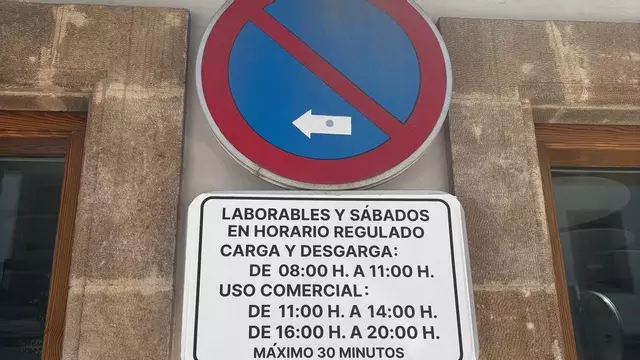 LABORABLES Y SÁBADOS
EN HORARIO REGULADO
CARGA Y DESGARGA:
DE 08:00 H. A 11:00 H.
USO COMERCIAL:
DE 11:00 H. A 14:00 H.
DE 16:00 H. A 20:00 H.
MÁXIMO 30 MINUTOS